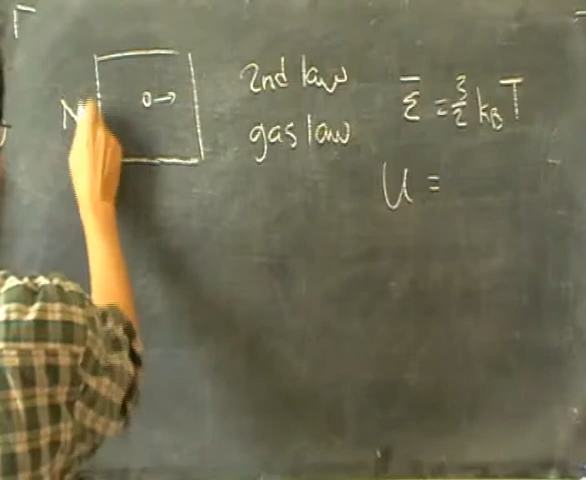 N
2nd law
gas law
ε̄ = 3/2 k_B T
U =